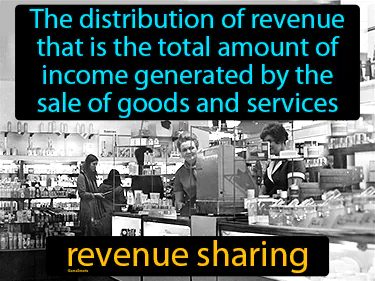 The distribution of revenue
that is the total amount of
income generated by the
sale of goods and services
revenue sharing